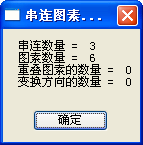 串连图素...
串连数量 = 3
图素数量 = 6
重叠图素的数量 = 0
变换方向的数量 = 0
确定